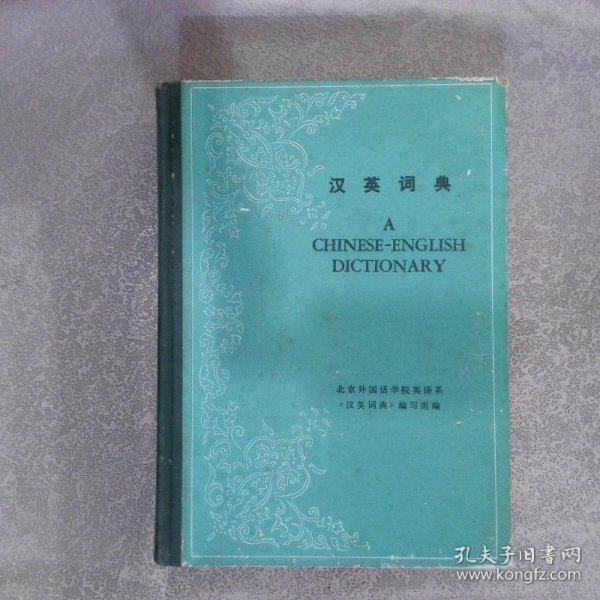 汉英词典
A
CHINESE-ENGLISH
DICTIONARY
北京外国语学院英语系
《汉英词典》编写组编
孔夫子旧书网
www.kongfz.com